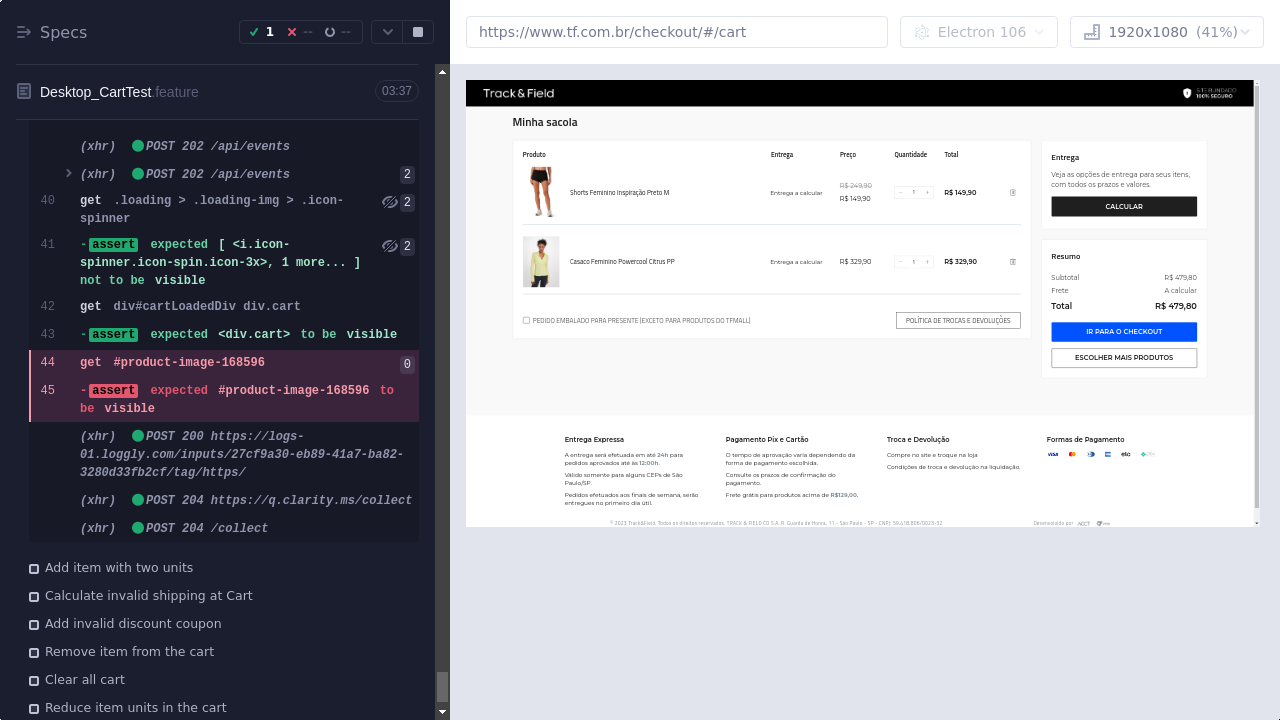 Specs
1
--
--
https://www.tf.com.br/checkout/#/cart
Electron 106
1920x1080 (41%)
Desktop_CartTest.feature
03:37
(xhr) POST 202 /api/events
(xhr) POST 202 /api/events 2
40 get .loading > .loading-img > .icon-
spinner 2
41 -assert expected [ <i.icon-
spinner.icon-spin.icon-3x>, 1 more... ]
not to be visible 2
42 get div#cartLoadedDiv div.cart
43 -assert expected <div.cart> to be visible
44 get #product-image-168596 0
45 -assert expected #product-image-168596 to
be visible
(xhr) POST 200 https://logs-
01.loggly.com/inputs/27cf9a30-eb89-41a7-ba82-
3280d33fb2cf/tag/https/
(xhr) POST 204 https://q.clarity.ms/collect
(xhr) POST 204 /collect
Add item with two units
Calculate invalid shipping at Cart
Add invalid discount coupon
Remove item from the cart
Clear all cart
Reduce item units in the cart
Track&Field
SITE BLINDADO
100% SEGURO
Minha sacola
Produto Entrega Preço Quantidade Total
Shorts Feminino Inspiração Preto M Entrega a calcular R$ 249,90 R$ 149,90 - 1 + R$ 149,90
Casaco Feminino Powercool Citrus PP Entrega a calcular R$ 329,90 - 1 + R$ 329,90
PEDIDO EMBALADO PARA PRESENTE (EXCETO PARA PRODUTOS DO TFMALL)
POLÍTICA DE TROCAS E DEVOLUÇÕES
Entrega
Veja as opções de entrega para seus itens,
com todos os prazos e valores.
CALCULAR
Resumo
Subtotal R$ 479,80
Frete A calcular
Total R$ 479,80
IR PARA O CHECKOUT
ESCOLHER MAIS PRODUTOS
Entrega Expressa
A entrega será efetuada em até 24h para
pedidos aprovados até às 12:00h.
Válido somente para alguns CEPs de São
Paulo/SP.
Pedidos efetuados aos finais de semana, serão
entregues no primeiro dia útil.
Pagamento Pix e Cartão
O tempo de aprovação varia dependendo da
forma de pagamento escolhida.
Consulte os prazos de confirmação do
pagamento.
Frete grátis para produtos acima de R$129,00.
Troca e Devolução
Compre no site e troque na loja
Condições de troca e devolução na liquidação.
Formas de Pagamento
VISA
elo
© 2023 Track&Field. Todos os direitos reservados. TRACK & FIELD CO S.A. R. Guarda de Honra, 11 - São Paulo - SP - CNPJ: 59.418.806/0023-52
Desenvolvido por